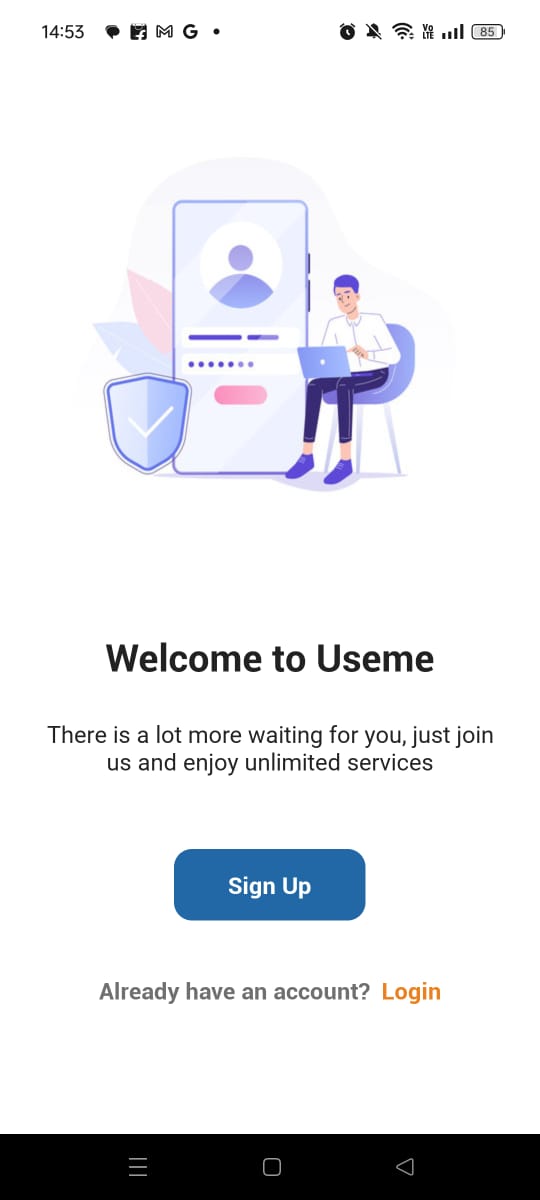 14:53
Vo
LTE
85
Welcome to Useme
There is a lot more waiting for you, just join
us and enjoy unlimited services
Sign Up
Already have an account? Login